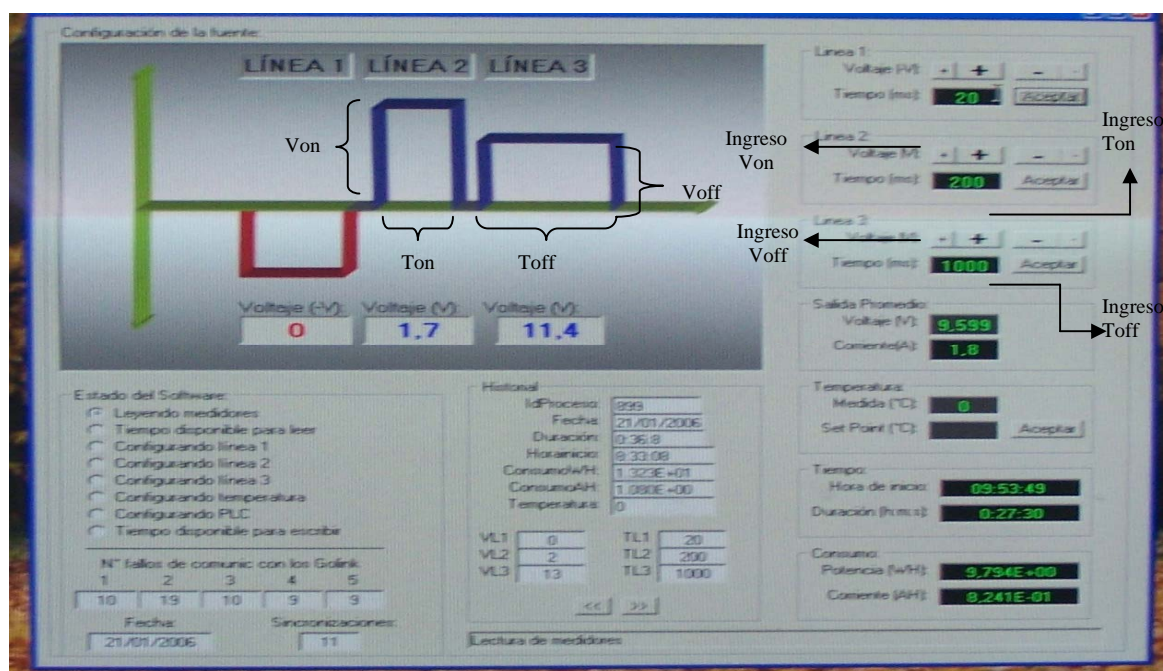 Configuración de la fuente:
LÍNEA 1 LÍNEA 2 LÍNEA 3
Von
Voff
Ton Toff
Voltaje (-V): Voltaje (V): Voltaje (V):
0 1,7 11,4
Linea 1:
Voltaje (-V): - + - -
Tiempo (ms): 20 Aceptar
Ingreso
Von
Linea 2:
Voltaje (V): - + - -
Tiempo (ms): 200 Aceptar
Ingreso
Ton
Ingreso
Voff
Linea 3:
Voltaje (V): - + - -
Tiempo (ms): 1000 Aceptar
Ingreso
Toff
Salida Promedio:
Voltaje (V): 9,599
Corriente(A): 1,8
Temperatura:
Medida (°C): 0
Set Point (°C): Aceptar
Tiempo:
Hora de inicio: 09:53:49
Duración (h:m:s): 0:27:30
Consumo:
Potencia (WH): 9,794E+00
Corriente (AH): 8,241E-01
Estado del Software:
Leyendo medidores
Tiempo disponible para leer
Configurando línea 1
Configurando línea 2
Configurando línea 3
Configurando temperatura
Configurando PLC
Tiempo disponible para escribir
N° fallos de comunic con los Golink
1 2 3 4 5
10 19 10 9 9
Fecha: Sincronizaciones:
21/01/2006 11
Historial
IdProceso: 899
Fecha: 21/01/2006
Duración: 0:36:8
Horainicio: 8:33:08
ConsumoWH: 1.323E+01
ConsumoAH: 1.080E+00
Temperatura: 0
VL1 0 TL1 20
VL2 2 TL2 200
VL3 13 TL3 1000
<< >>
Lectura de medidores